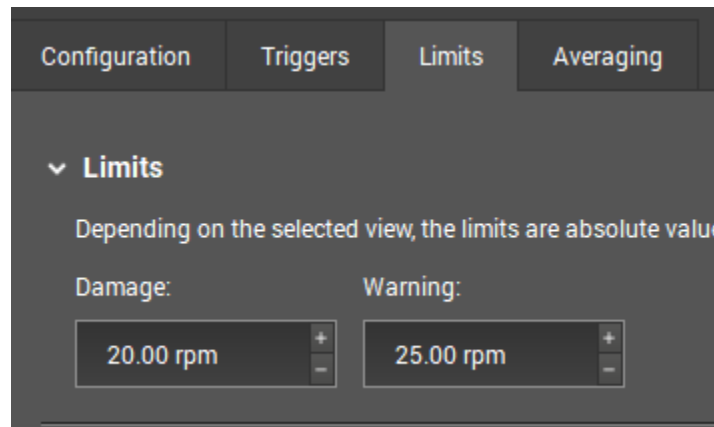 Configuration Triggers Limits Averaging
Limits
Depending on the selected view, the limits are absolute
Damage: Warning:
20.00 rpm + - 25.00 rpm + -